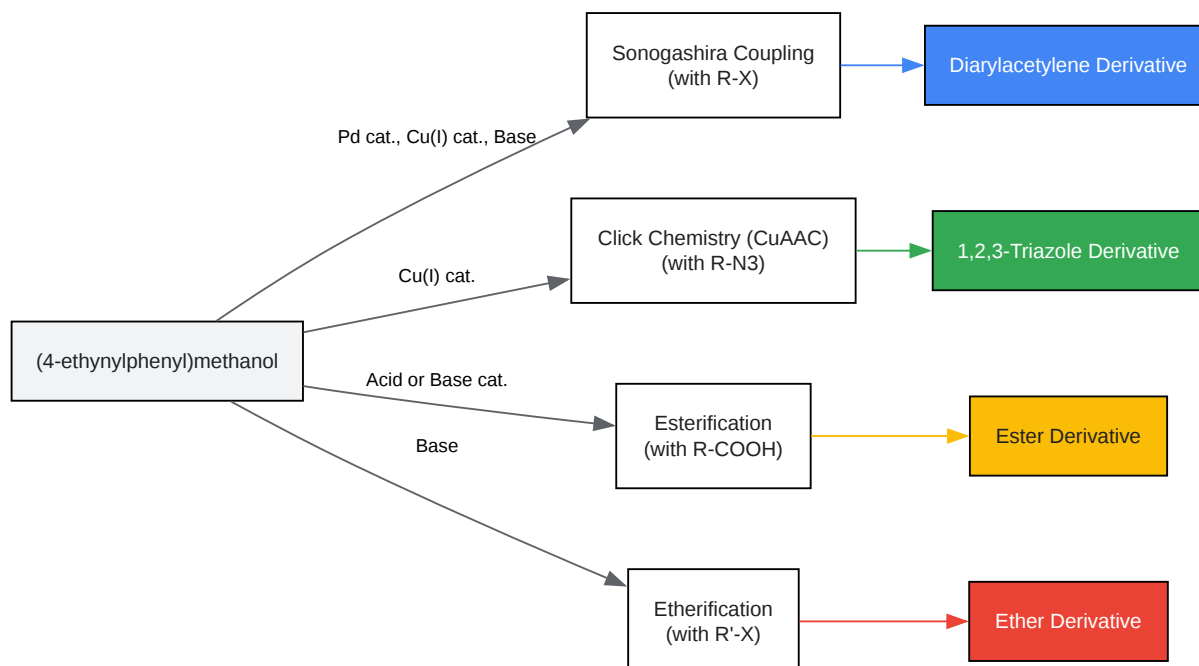 Sonogashira Coupling
(with R-X)
Diarylacetylene Derivative
Pd cat., Cu(I) cat., Base
Click Chemistry (CuAAC)
(with R-N3)
1,2,3-Triazole Derivative
Cu(I) cat.
(4-ethynylphenyl)methanol
Acid or Base cat.
Esterification
(with R-COOH)
Ester Derivative
Base
Etherification
(with R'-X)
Ether Derivative